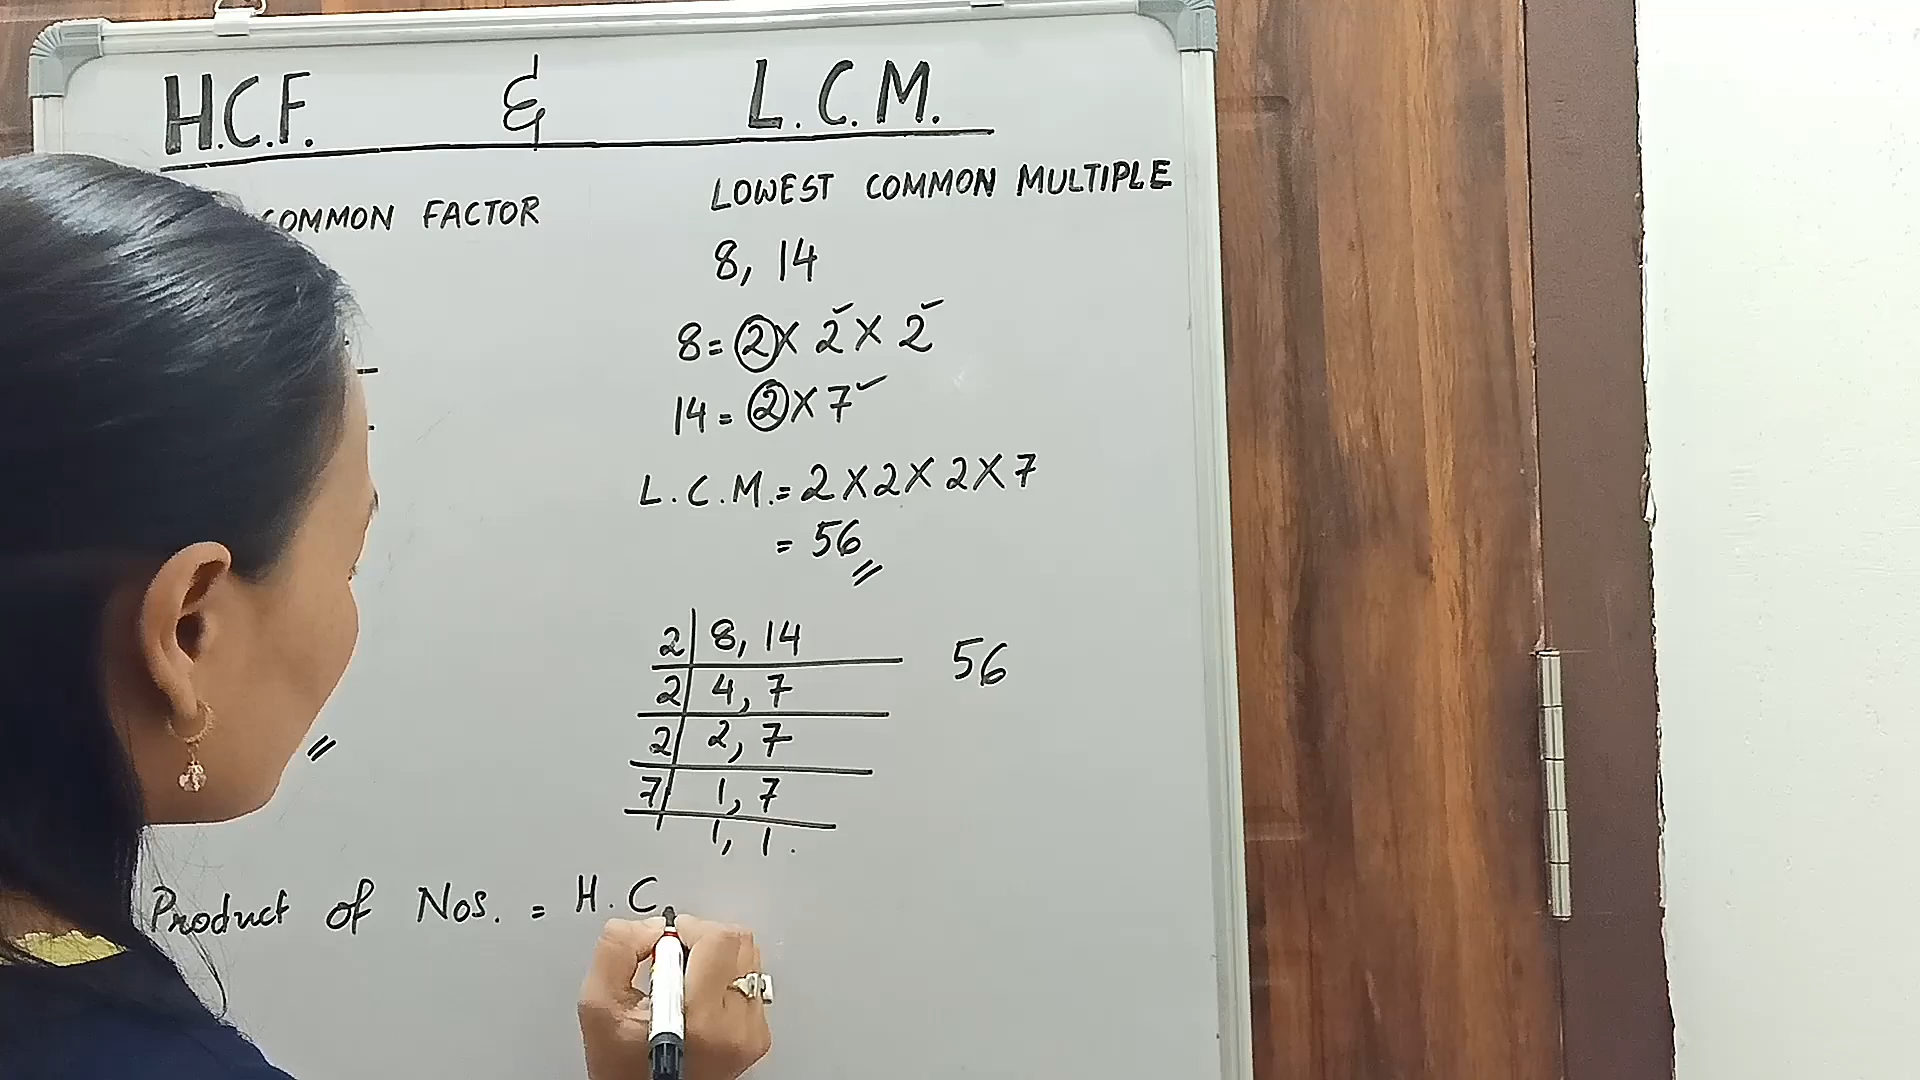 H.C.F. & L.C.M.
COMMON FACTOR
LOWEST COMMON MULTIPLE
8, 14
8 = 2 X 2 X 2
14 = 2 X 7
L.C.M. = 2 X 2 X 2 X 7
= 56
2 | 8, 14
2 | 4, 7
2 | 2, 7
7 | 1, 7
1, 1.
56
Product of Nos. = H.C.